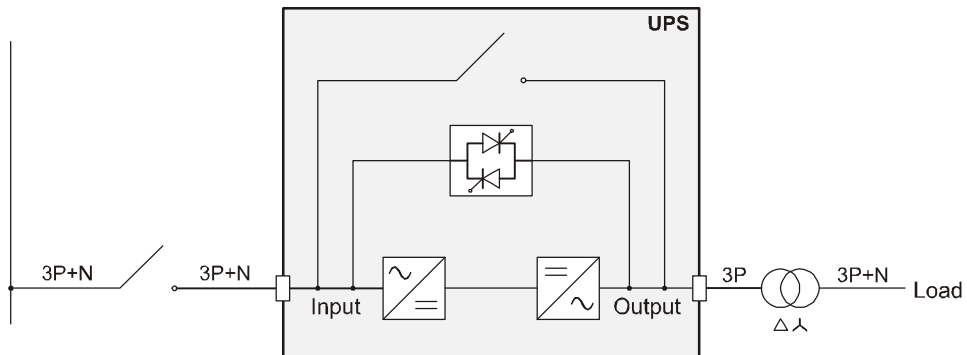 UPS
3P+N
3P+N
Input
Output
3P
3P+N
Load